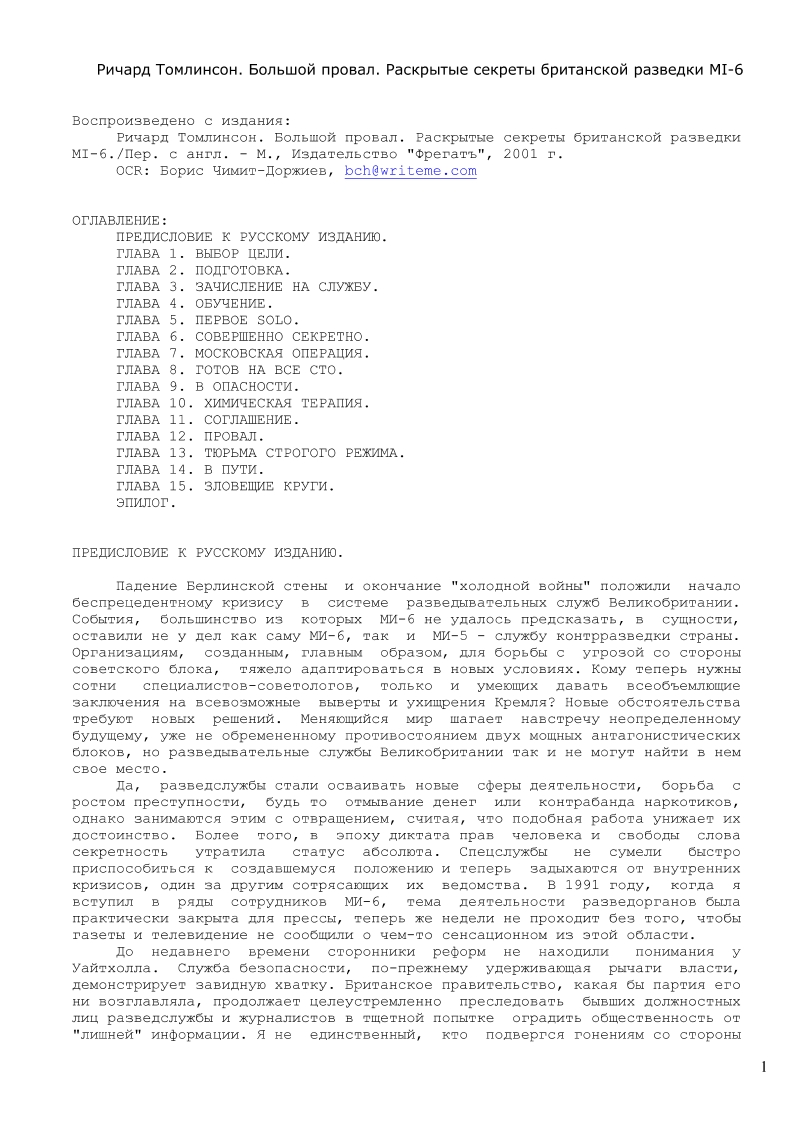 Ричард Томлинсон. Большой провал. Раскрытые секреты британской разведки MI-6
Воспроизведено с издания:
Ричард Томлинсон. Большой провал. Раскрытые секреты британской разведки
MI-6./Пер. с англ. - М., Издательство "Фрегатъ", 2001 г.
OCR: Борис Чимит-Доржиев, bch@writeme.com
ОГЛАВЛЕНИЕ:
ПРЕДИСЛОВИЕ К РУССКОМУ ИЗДАНИЮ.
ГЛАВА 1. ВЫБОР ЦЕЛИ.
ГЛАВА 2. ПОДГОТОВКА.
ГЛАВА 3. ЗАЧИСЛЕНИЕ НА СЛУЖБУ.
ГЛАВА 4. ОБУЧЕНИЕ.
ГЛАВА 5. ПЕРВОЕ SOLO.
ГЛАВА 6. СОВЕРШЕННО СЕКРЕТНО.
ГЛАВА 7. МОСКОВСКАЯ ОПЕРАЦИЯ.
ГЛАВА 8. ГОТОВ НА ВСЕ СТО.
ГЛАВА 9. В ОПАСНОСТИ.
ГЛАВА 10. ХИМИЧЕСКАЯ ТЕРАПИЯ.
ГЛАВА 11. СОГЛАШЕНИЕ.
ГЛАВА 12. ПРОВАЛ.
ГЛАВА 13. ТЮРЬМА СТРОГОГО РЕЖИМА.
ГЛАВА 14. В ПУТИ.
ГЛАВА 15. ЗЛОВЕЩИЕ КРУГИ.
ЭПИЛОГ.
ПРЕДИСЛОВИЕ К РУССКОМУ ИЗДАНИЮ.
Падение Берлинской стены и окончание "холодной войны" положили начало
беспрецедентному кризису в системе разведывательных служб Великобритании.
События, большинство из которых МИ-6 не удалось предсказать, в сущности,
оставили не у дел как саму МИ-6, так и МИ-5 - службу контрразведки страны.
Организациям, созданным, главным образом, для борьбы с угрозой со стороны
советского блока, тяжело адаптироваться в новых условиях. Кому теперь нужны
сотни специалистов-советологов, только и умеющих давать всеобъемлющие
заключения на всевозможные выверты и ухищрения Кремля? Новые обстоятельства
требуют новых решений. Меняющийся мир шагает навстречу неопределенному
будущему, уже не обремененному противостоянием двух мощных антагонистических
блоков, но разведывательные службы Великобритании так и не могут найти в нем
свое место.
Да, разведслужбы стали осваивать новые сферы деятельности, борьба с
ростом преступности, будь то отмывание денег или контрабанда наркотиков,
однако занимаются этим с отвращением, считая, что подобная работа унижает их
достоинство. Более того, в эпоху диктата прав человека и свободы слова
секретность утратила статус абсолюта. Спецслужбы не сумели быстро
приспособиться к создавшемуся положению и теперь задыхаются от внутренних
кризисов, один за другим сотрясающих их ведомства. В 1991 году, когда я
вступил в ряды сотрудников МИ-6, тема деятельности разведорганов была
практически закрыта для прессы, теперь же недели не проходит без того, чтобы
газеты и телевидение не сообщили о чем-то сенсационном из этой области.
До недавнего времени сторонники реформ не находили понимания у
Уайтхолла. Служба безопасности, по-прежнему удерживающая рычаги власти,
демонстрирует завидную хватку. Британское правительство, какая бы партия его
ни возглавляла, продолжает целеустремленно преследовать бывших должностных
лиц разведслужбы и журналистов в тщетной попытке оградить общественность от
"лишней" информации. Я не единственный, кто подвергся гонениям со стороны
1